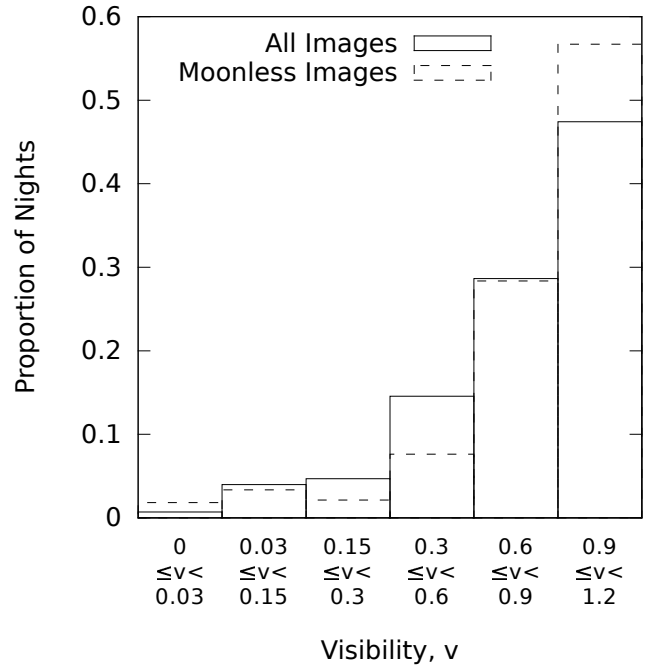 0.6
0.5
0.4
0.3
0.2
0.1
0
Proportion of Nights
All Images
Moonless Images
0 ≤v< 0.03
0.03 ≤v< 0.15
0.15 ≤v< 0.3
0.3 ≤v< 0.6
0.6 ≤v< 0.9
0.9 ≤v< 1.2
Visibility, v